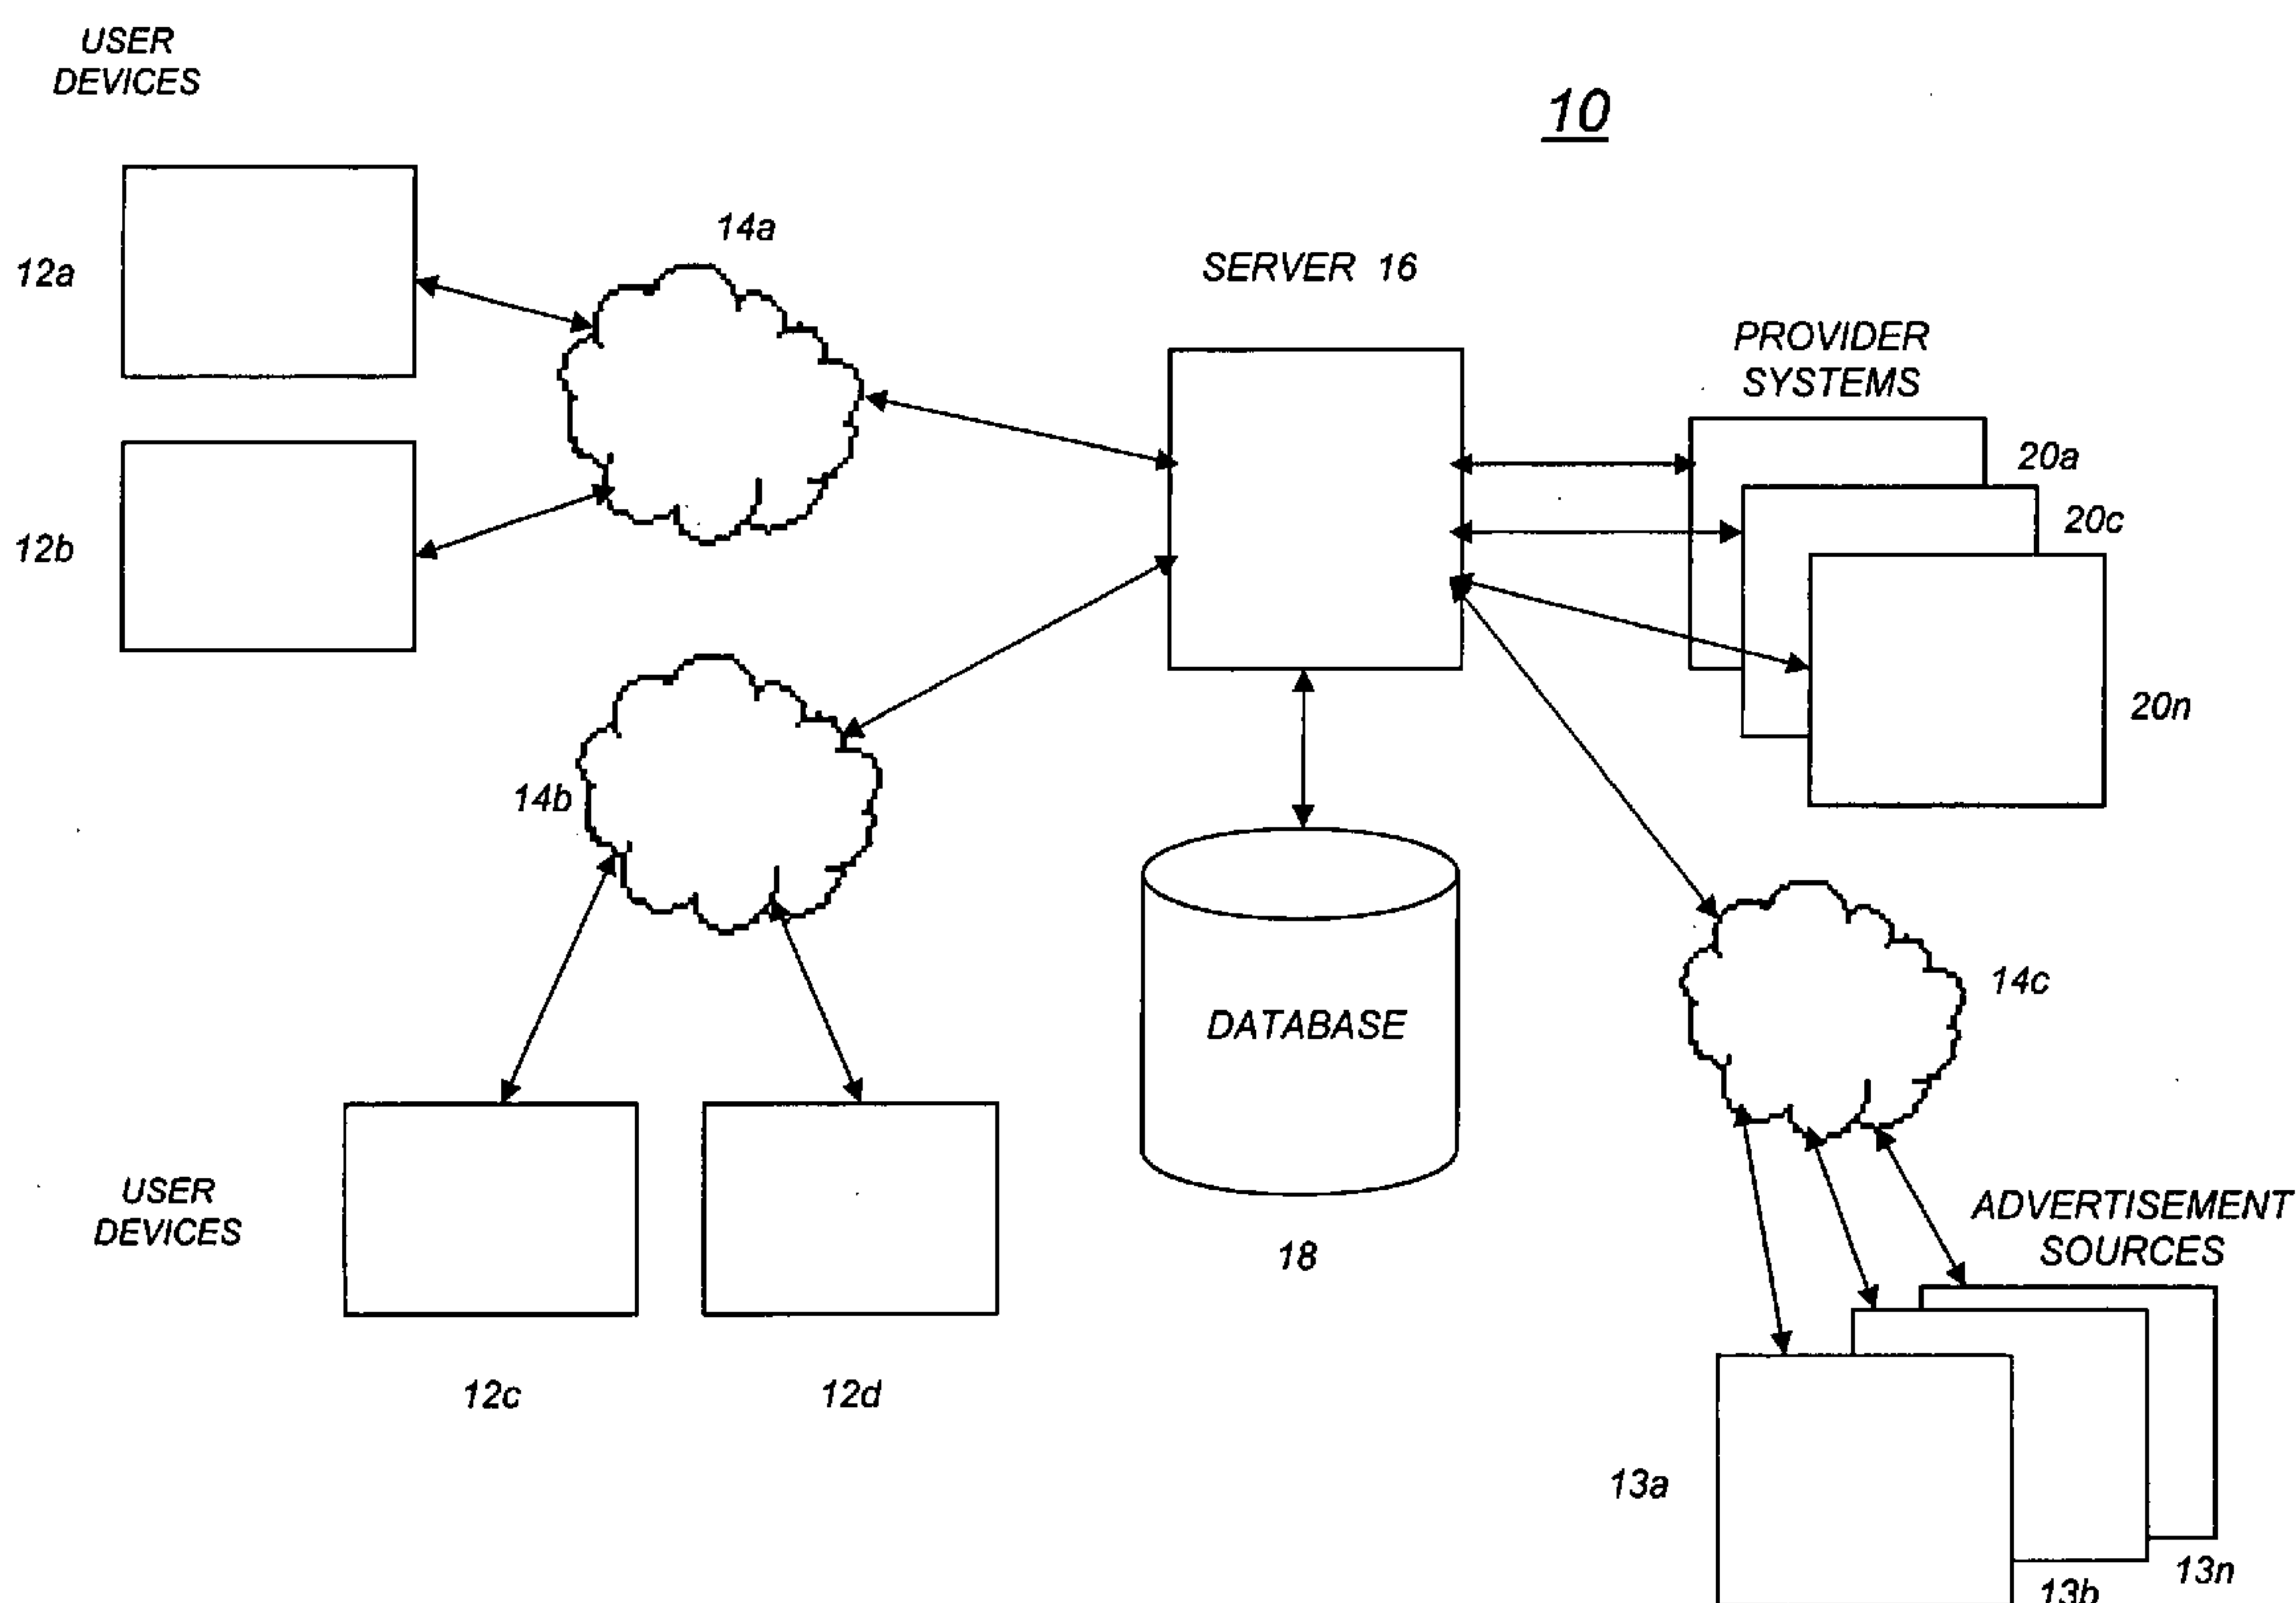 USER
DEVICES
10
14a
12a
SERVER 16
PROVIDER
SYSTEMS
20a
20c
12b
20n
14b
14c
DATABASE
USER
DEVICES
ADVERTISEMENT
SOURCES
18
12c
12d
13a
13n
13b